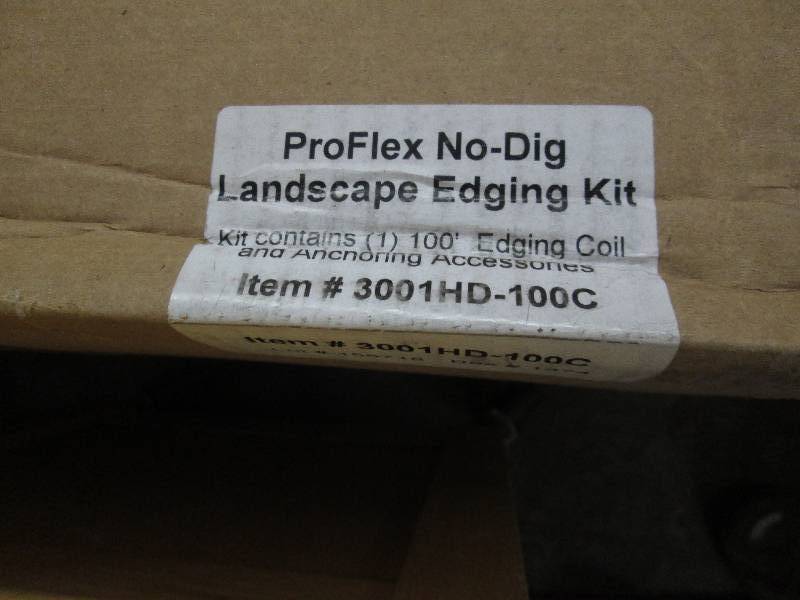 ProFlex No-Dig
Landscape Edging Kit
Kit contains (1) 100' Edging Coil
and Anchoring Accessories
Item # 3001HD-100C
Item # 3001HD-100C